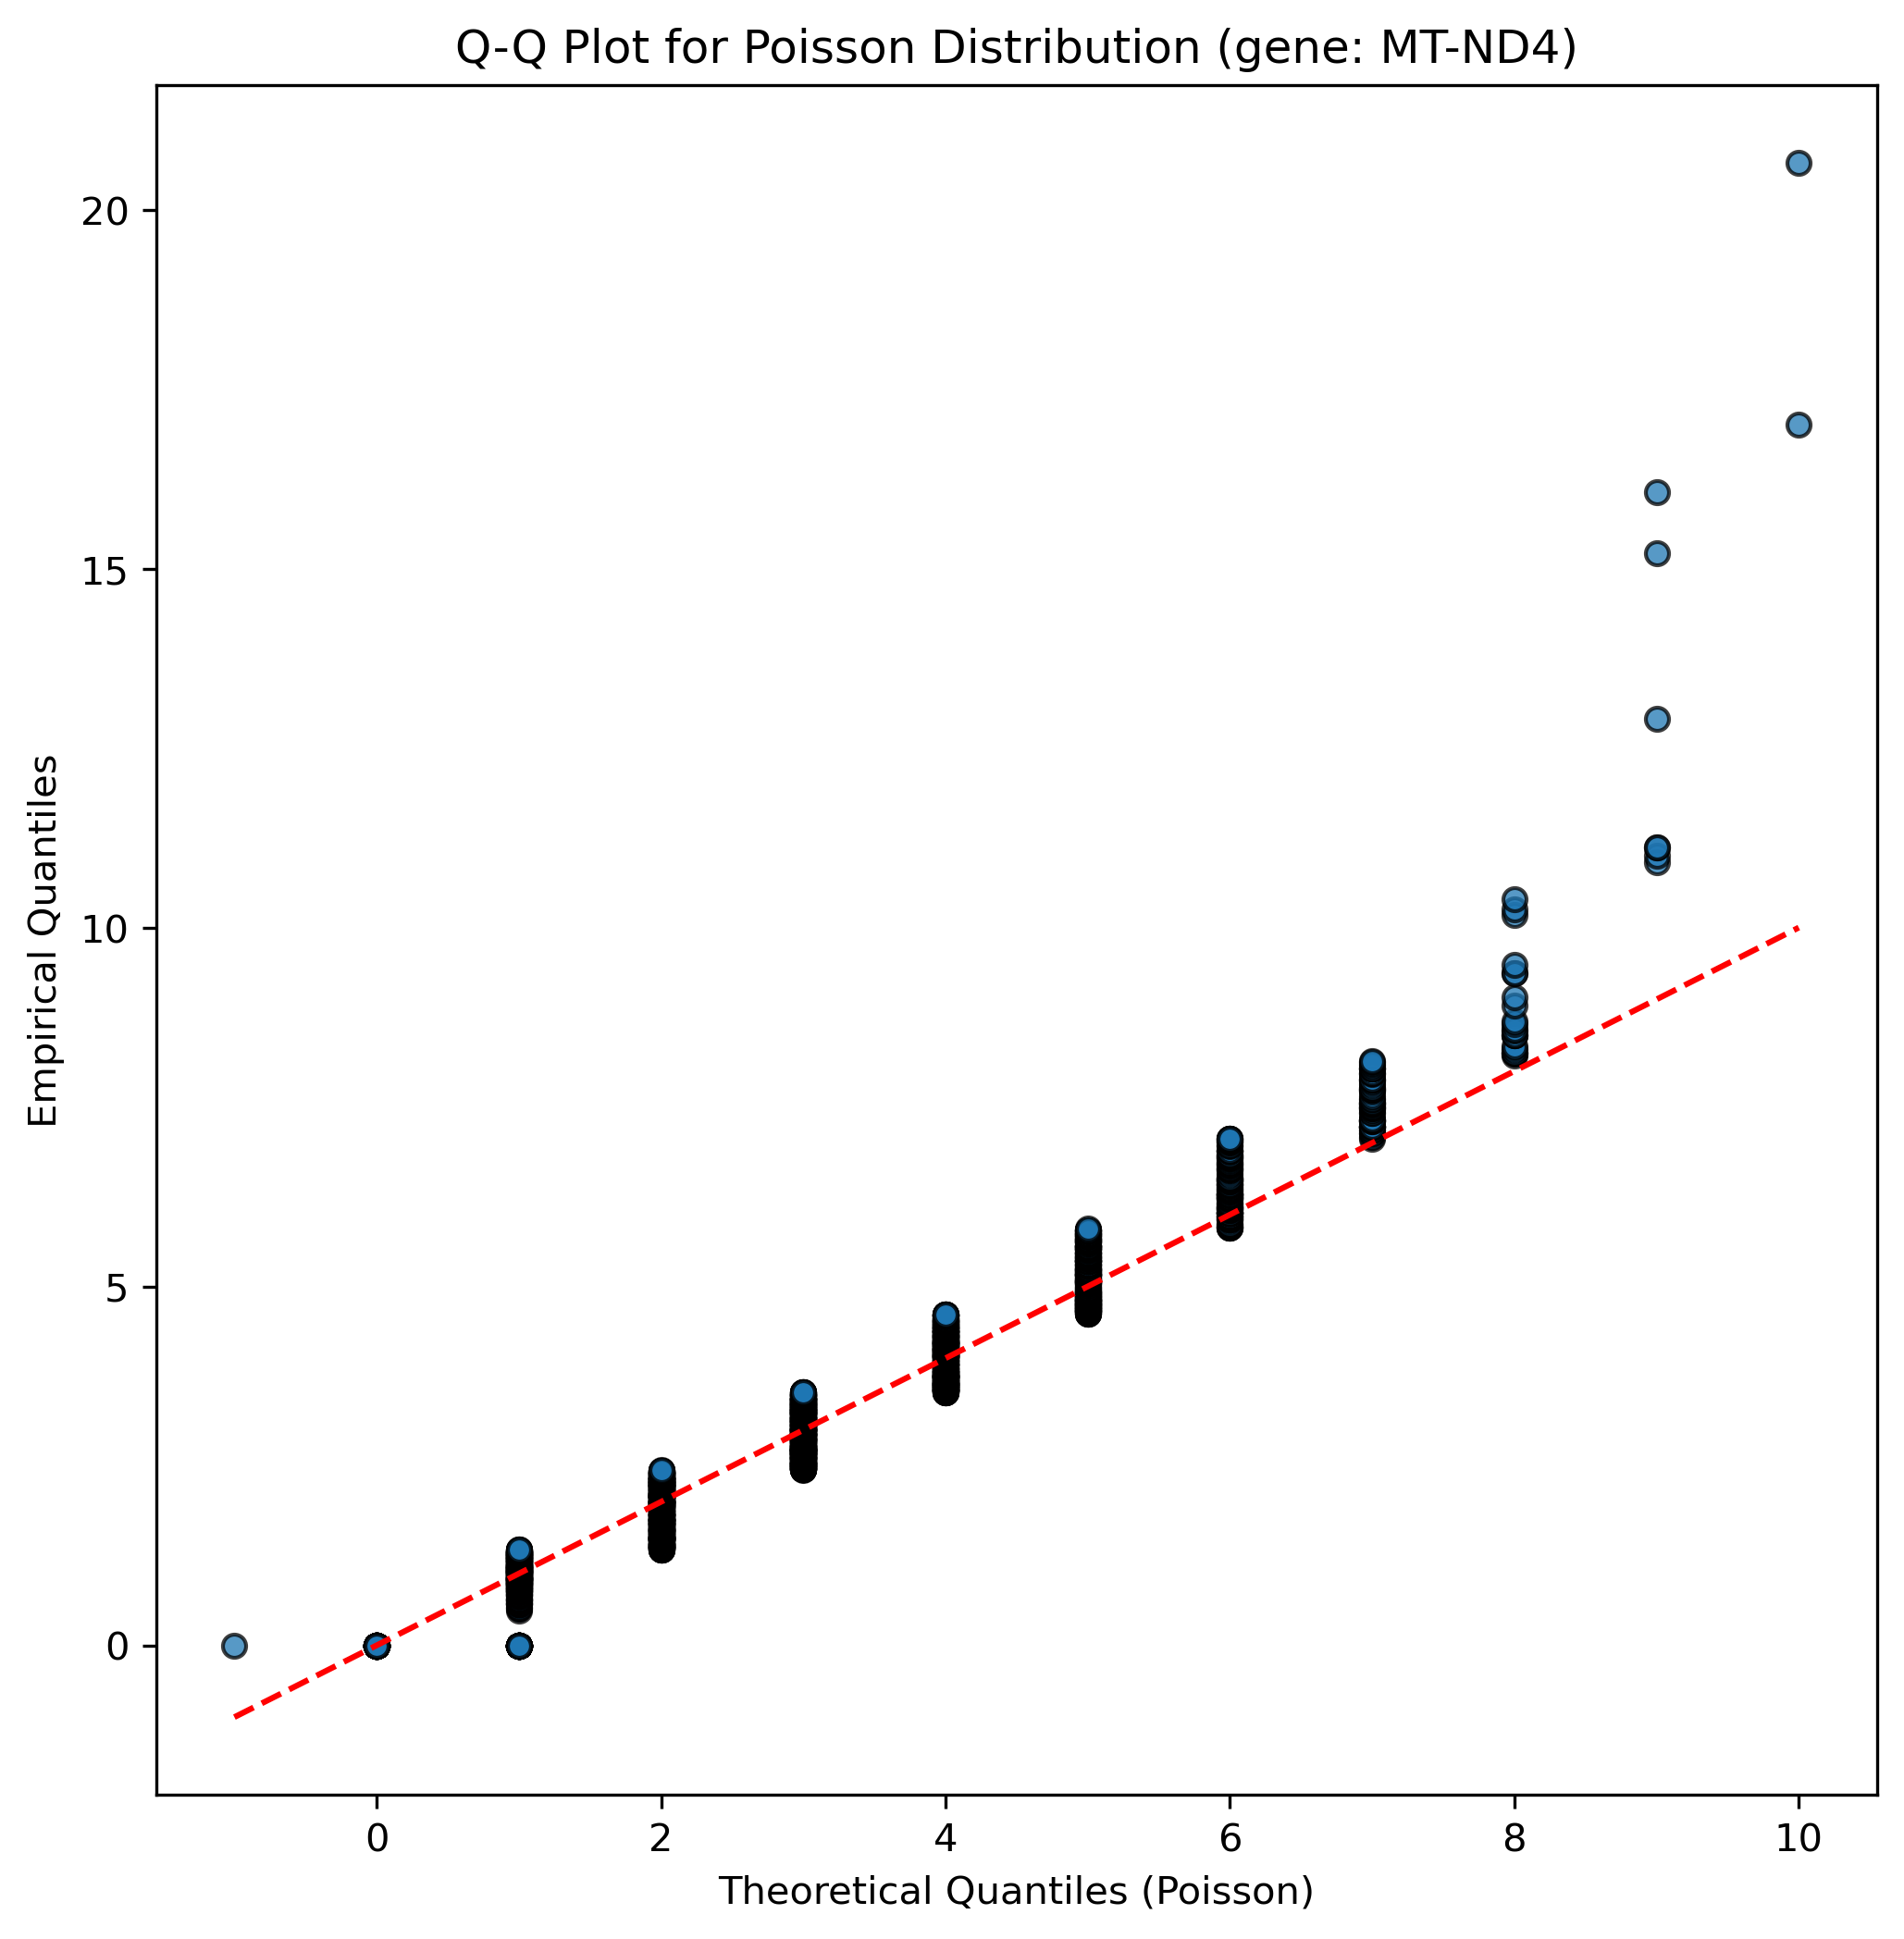 Q-Q Plot for Poisson Distribution (gene: MT-ND4)
Empirical Quantiles
20
15
10
5
0
0 2 4 6 8 10
Theoretical Quantiles (Poisson)